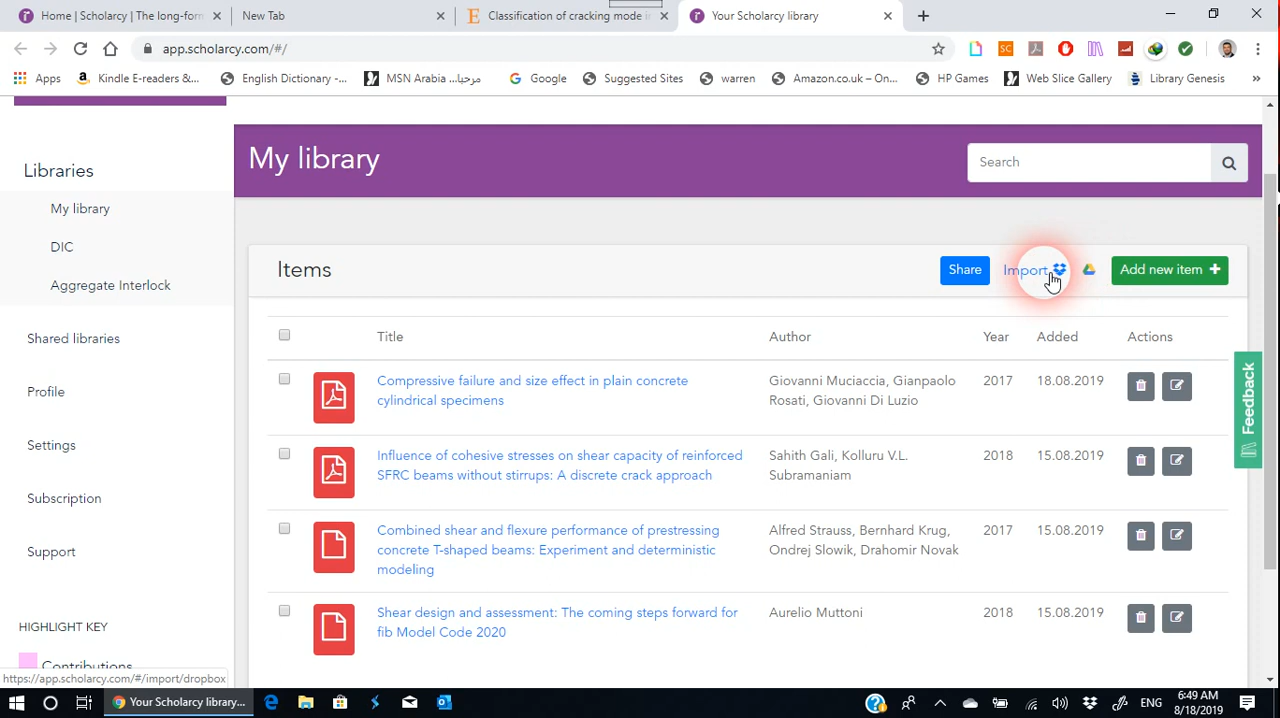 Home | Scholarcy | The long-form
New Tab
Classification of cracking mode in
Your Scholarcy library
app.scholarcy.com/#/
Apps
Kindle E-readers &...
English Dictionary -...
MSN Arabia مرحبا...
Google
Suggested Sites
warren
Amazon.co.uk – On...
HP Games
Web Slice Gallery
Library Genesis
»
Libraries
My library
DIC
Aggregate Interlock
Shared libraries
Profile
Settings
Subscription
Support
HIGHLIGHT KEY
Contributions
My library
Search
Items
Share
Import
Add new item +
Title
Author
Year
Added
Actions
Compressive failure and size effect in plain concrete
cylindrical specimens
Giovanni Muciaccia, Gianpaolo
Rosati, Giovanni Di Luzio
2017
18.08.2019
Influence of cohesive stresses on shear capacity of reinforced
SFRC beams without stirrups: A discrete crack approach
Sahith Gali, Kolluru V.L.
Subramaniam
2018
15.08.2019
Combined shear and flexure performance of prestressing
concrete T-shaped beams: Experiment and deterministic
modeling
Alfred Strauss, Bernhard Krug,
Ondrej Slowik, Drahomir Novak
2017
15.08.2019
Shear design and assessment: The coming steps forward for
fib Model Code 2020
Aurelio Muttoni
2018
15.08.2019
Feedback
https://app.scholarcy.com/#/import/dropbox
Your Scholarcy library...
ENG
6:49 AM
8/18/2019